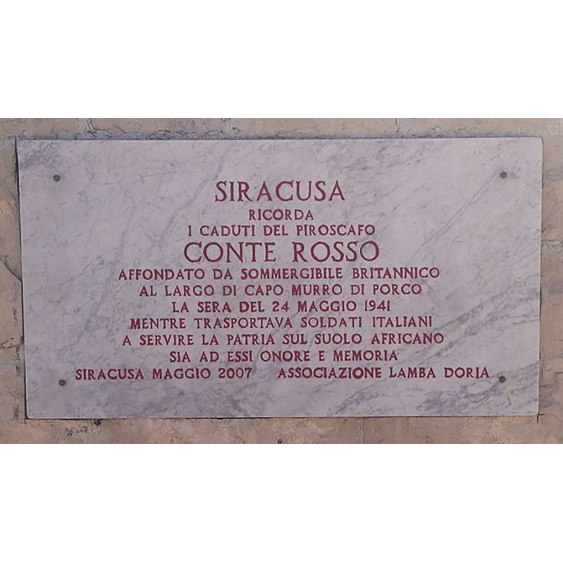 SIRACUSA
RICORDA
I CADUTI DEL PIROSCAFO
CONTE ROSSO
AFFONDATO DA SOMMERGIBILE BRITANNICO
AL LARGO DI CAPO MURRO DI PORCO
LA SERA DEL 24 MAGGIO 1941
MENTRE TRASPORTAVA SOLDATI ITALIANI
A SERVIRE LA PATRIA SUL SUOLO AFRICANO
SIA AD ESSI ONORE E MEMORIA
SIRACUSA MAGGIO 2007 ASSOCIAZIONE LAMBA DORIA